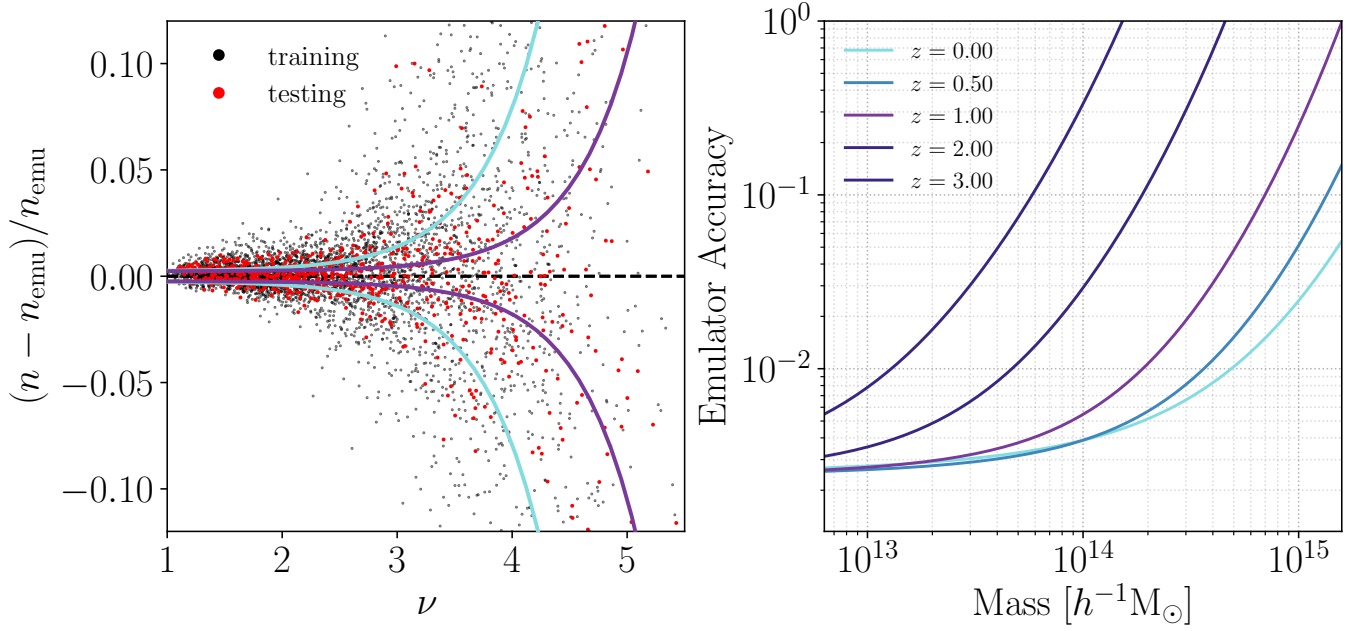 training
testing
0.10
0.05
0.00
−0.05
−0.10
(n − n_emu)/n_emu
1 2 3 4 5
ν
z = 0.00
z = 0.50
z = 1.00
z = 2.00
z = 3.00
10^0
10^−1
10^−2
Emulator Accuracy
10^13 10^14 10^15
Mass [h^−1 M_⊙]